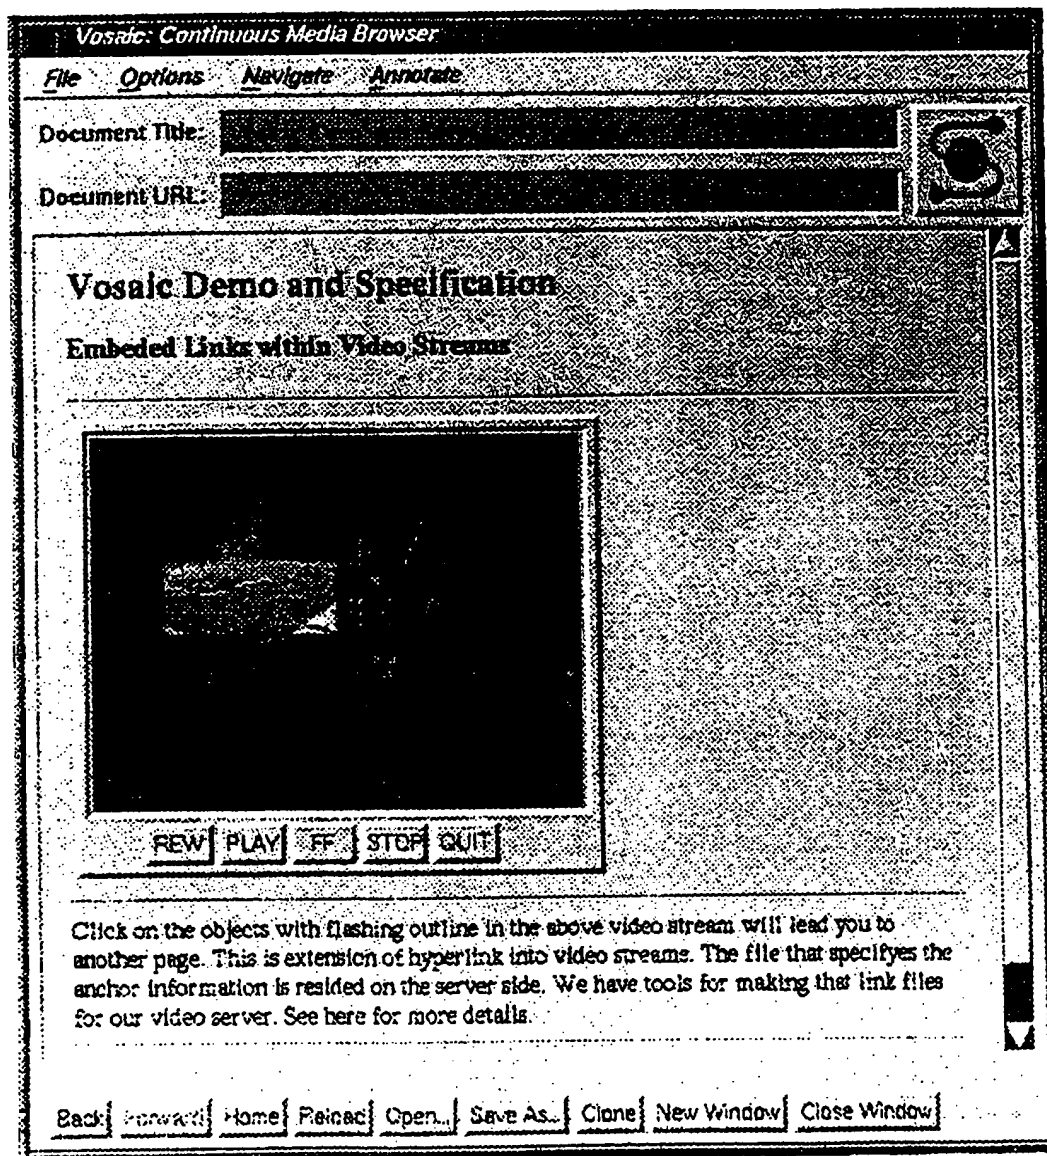 Vosaic: Continuous Media Browser
File Options Navigate Annotate
Document Title:
Document URL:
Vosaic Demo and Specification
Embeded Links within Video Streams
REW PLAY FF STOP QUIT
Click on the objects with flashing outline in the above video stream will lead you to
another page. This is extension of hyperlink into video streams. The file that specifyes the
anchor information is resided on the server side. We have tools for making that link files
for our video server. See here for more details.
Back Forward Home Reload Open... Save As... Clone New Window Close Window